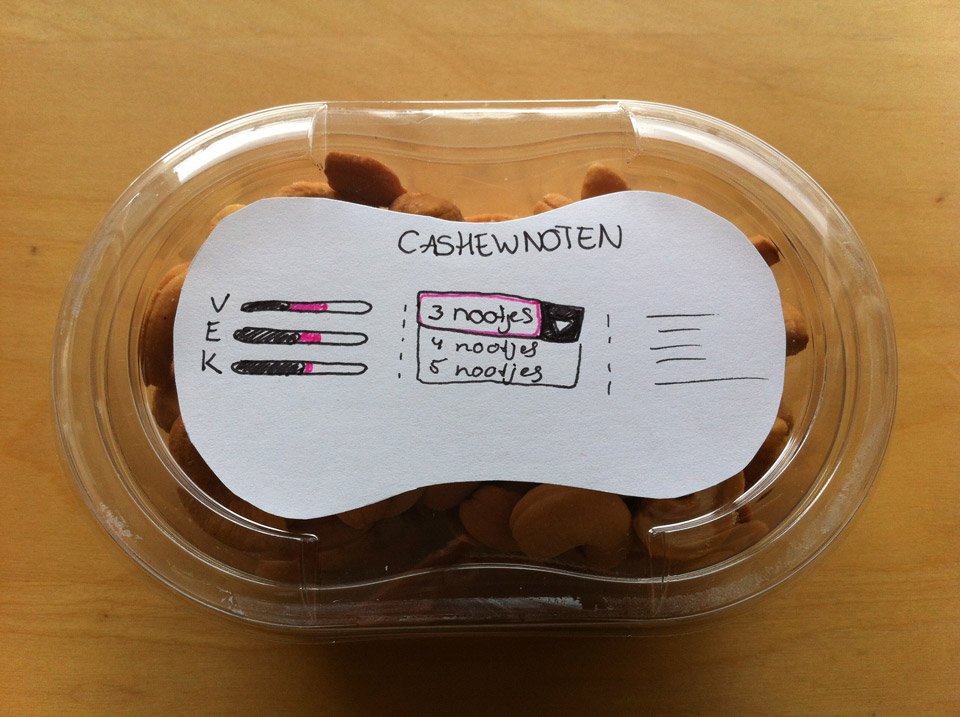 CASHEWNOTEN
V
E
K
3 nootjes
4 nootjes
5 nootjes